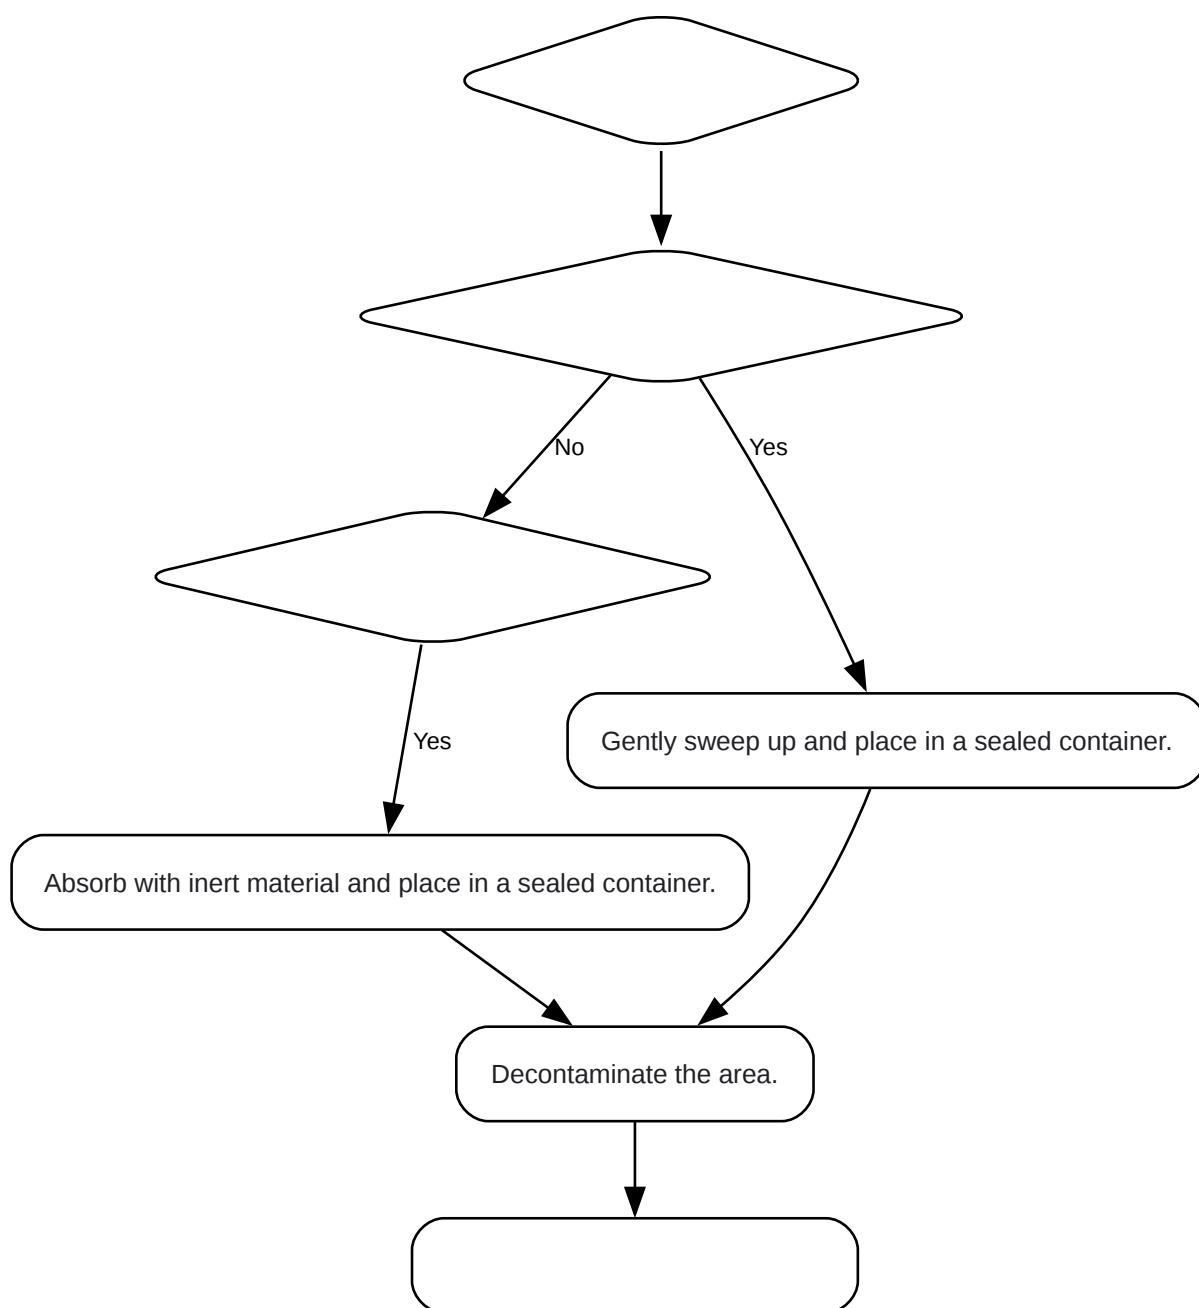 No
Yes
Gently sweep up and place in a sealed container.
Yes
Absorb with inert material and place in a sealed container.
Decontaminate the area.